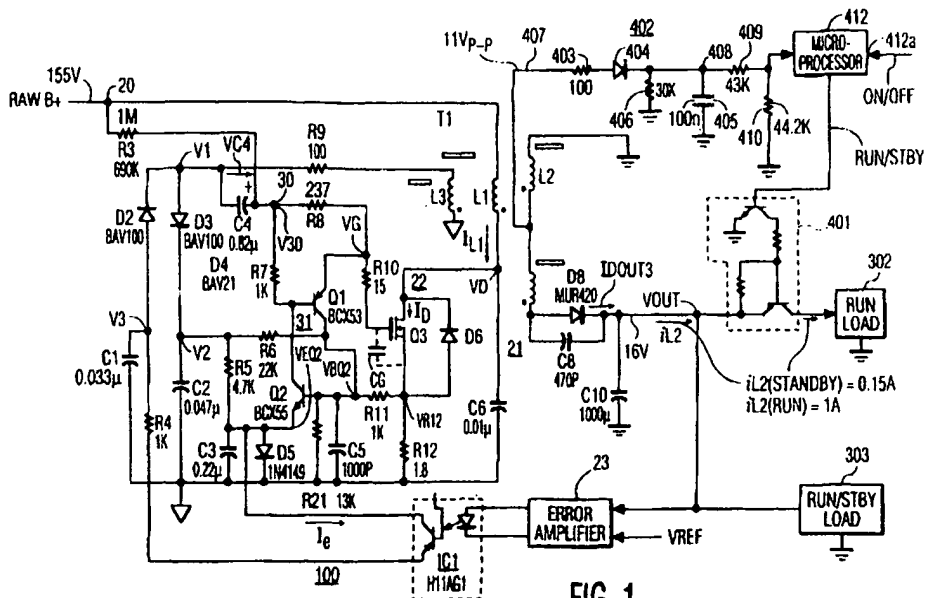 155V
RAW B+
20
1M
R3
690K
V1
VC4
R9
100
T1
L3
L1
I L1
30
237
R8
D2
BAV100
D3
BAV100
C4
0.82µ
V30
VG
D4
BAV21
R7
1K
R10
15
22
VD
ID
Q1
BCX53
Q3
D6
31
V3
V2
C1
0.033µ
R6
22K
VEQ2
VBQ2
CG
R5
4.7K
Q2
BCX55
R11
1K
VR12
C6
0.01µ
C2
0.047µ
R4
1K
C3
0.22µ
D5
1N4149
C5
1000P
R12
1.8
R21 13K
Ie
100
IC1
H11AG1
11VP-P
407
403
100
404
402
408
409
43K
412
MICRO-
PROCESSOR
412a
ON/OFF
30K
406
100n
405
410
44.2K
RUN/STBY
L2
401
D8
MUR420
IDOUT3
VOUT
302
RUN
LOAD
21
C8
470P
16V
iL2
C10
1000µ
iL2(STANDBY) = 0.15A
iL2(RUN) = 1A
23
ERROR
AMPLIFIER
VREF
303
RUN/STBY
LOAD
FIG. 1